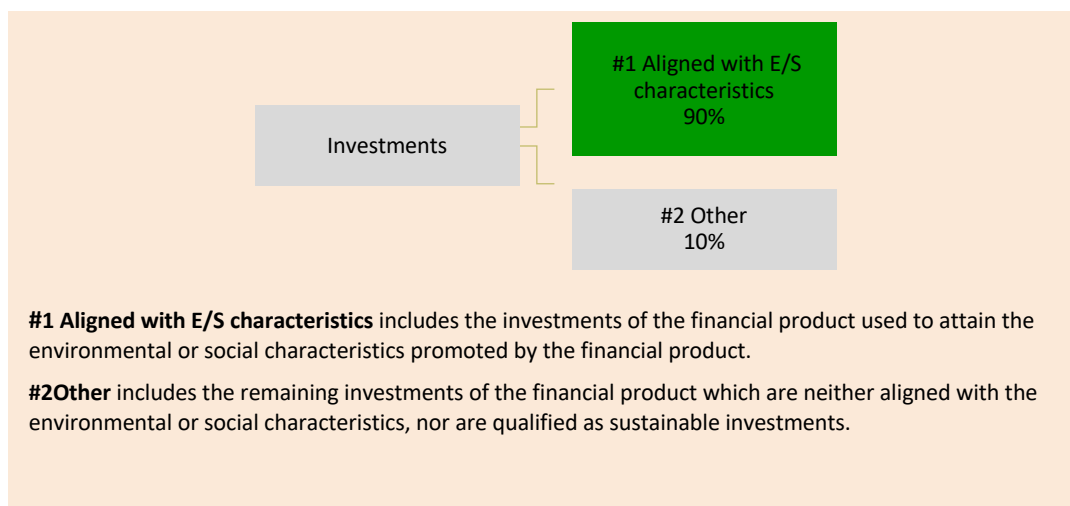 #1 Aligned with E/S
characteristics
90%
Investments
#2 Other
10%
#1 Aligned with E/S characteristics includes the investments of the financial product used to attain the
environmental or social characteristics promoted by the financial product.
#2Other includes the remaining investments of the financial product which are neither aligned with the
environmental or social characteristics, nor are qualified as sustainable investments.